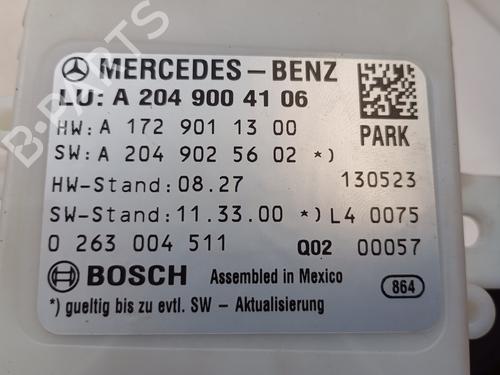 MERCEDES-BENZ
LU: A 204 900 41 06
HW: A 172 901 13 00
PARK
SW: A 204 902 56 02 *)
HW-Stand: 08.27 130523
SW-Stand: 11.33.00 *) L4 0075
0 263 004 511 Q02 00057
BOSCH Assembled in Mexico
*) gueltig bis zu evtl. SW - Aktualisierung 864
B-PARTS